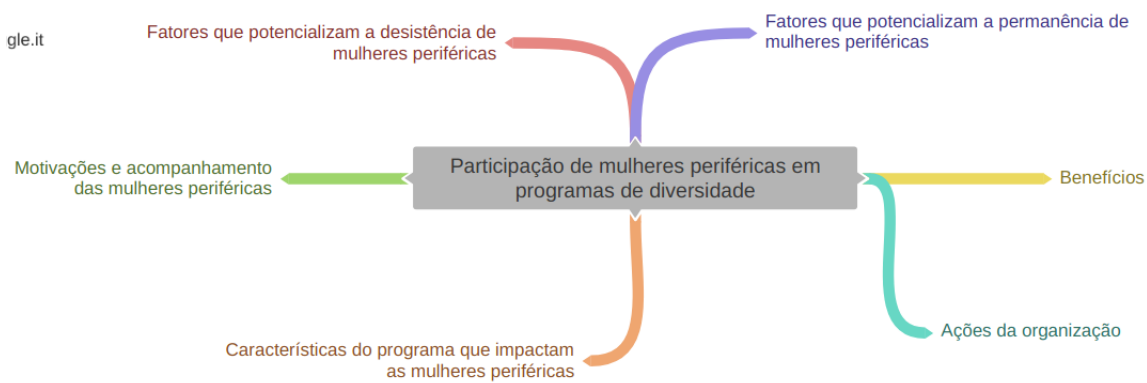 gle.it
Fatores que potencializam a desistência de
mulheres periféricas
Fatores que potencializam a permanência de
mulheres periféricas
Motivações e acompanhamento
das mulheres periféricas
Participação de mulheres periféricas em
programas de diversidade
Benefícios
Ações da organização
Características do programa que impactam
as mulheres periféricas